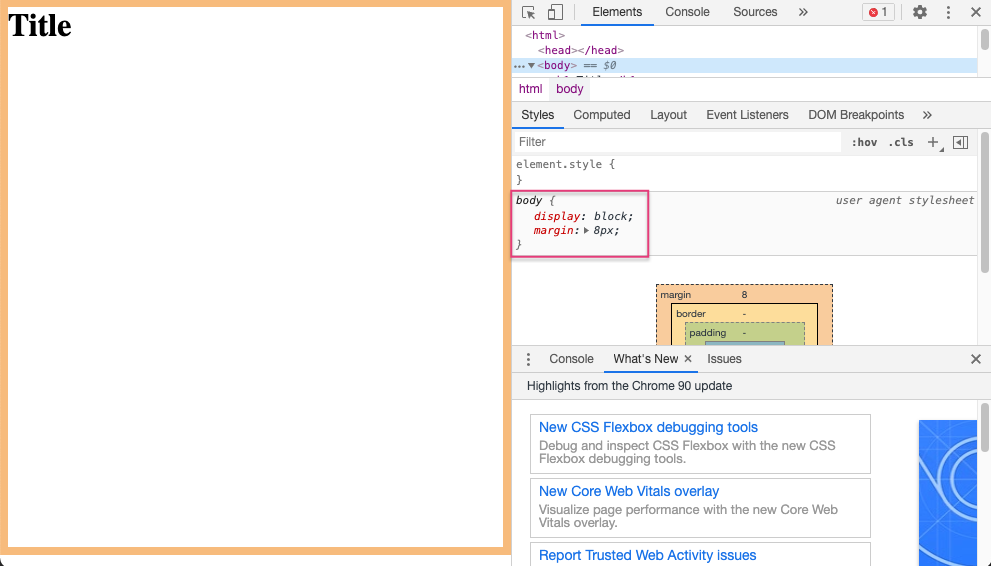 Title
Elements Console Sources » 1
<html>
<head></head>
<body> == $0
html body
Styles Computed Layout Event Listeners DOM Breakpoints »
Filter :hov .cls +
element.style {
}
body { user agent stylesheet
display: block;
margin: 8px;
}
margin 8
border -
padding -
Console What's New × Issues
Highlights from the Chrome 90 update
New CSS Flexbox debugging tools
Debug and inspect CSS Flexbox with the new CSS
Flexbox debugging tools.
New Core Web Vitals overlay
Visualize page performance with the new Core Web
Vitals overlay.
Report Trusted Web Activity issues